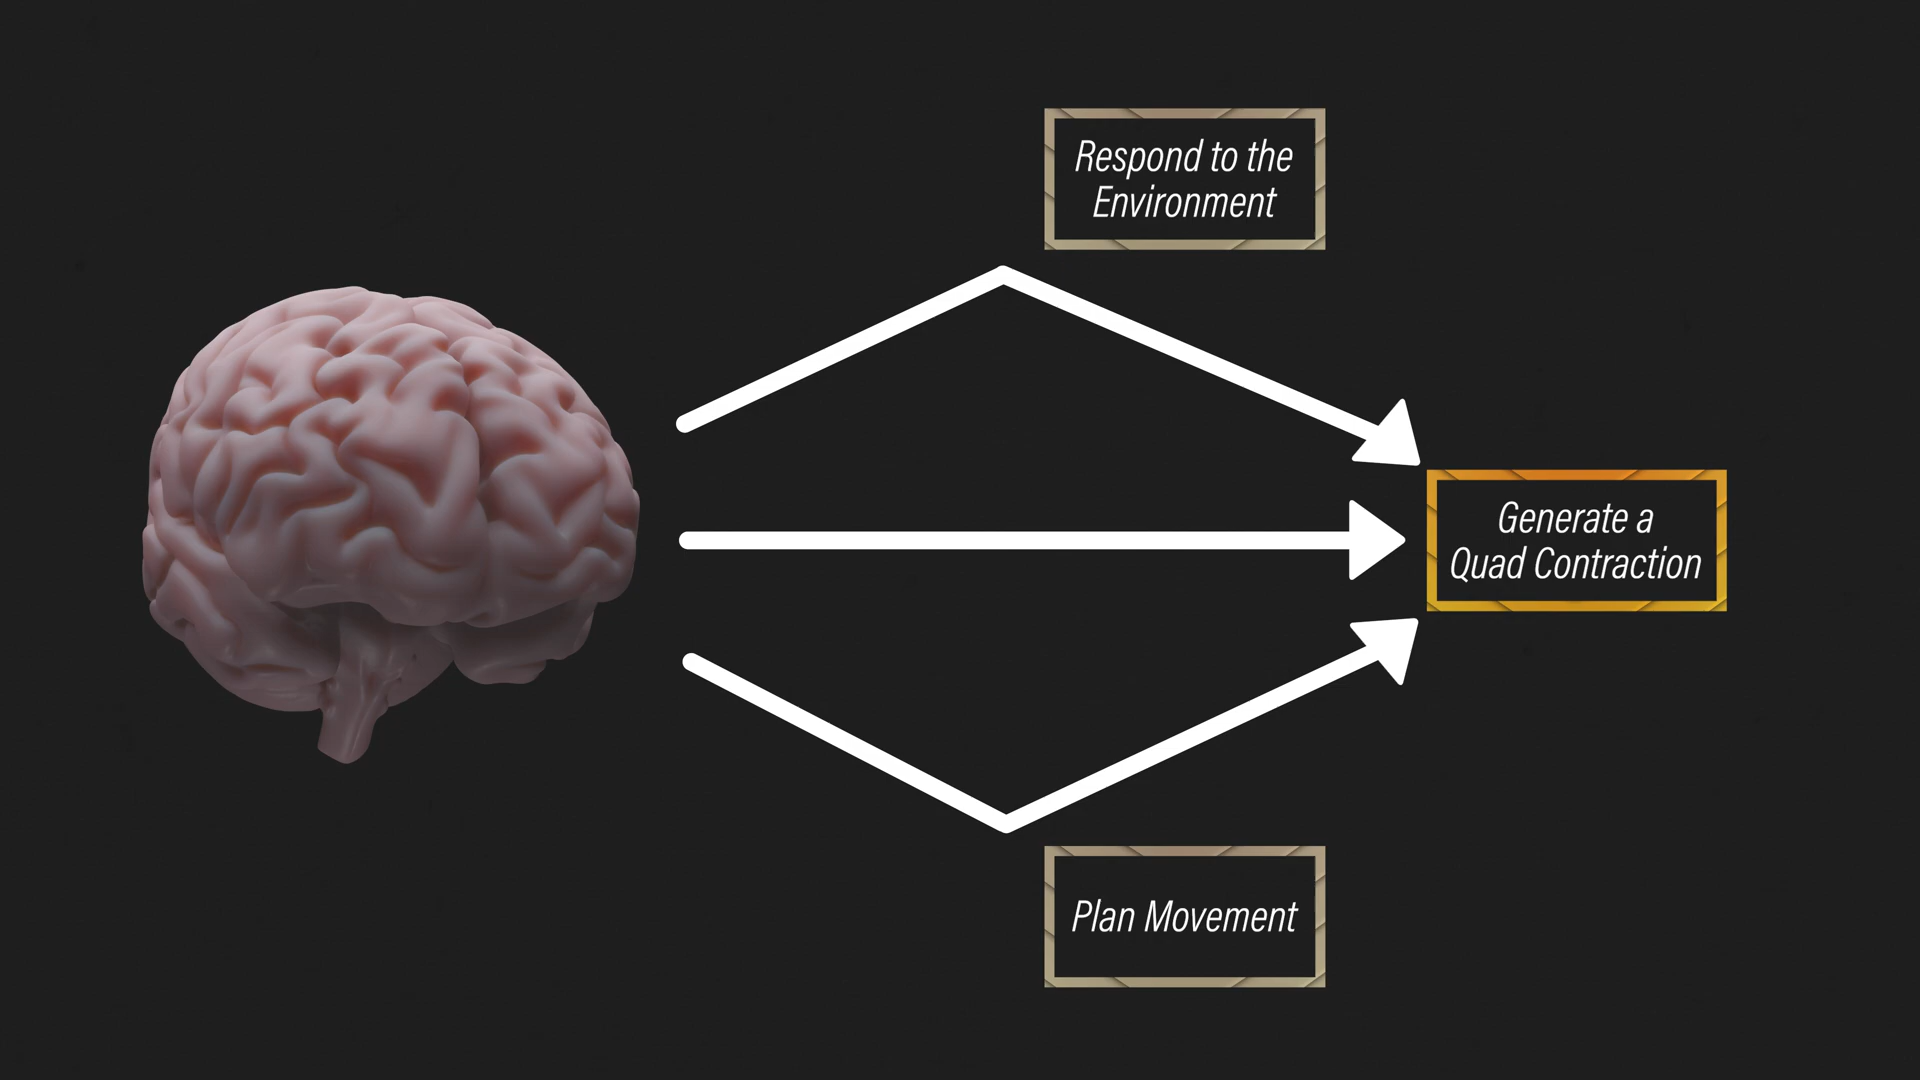 Respond to the
Environment
Generate a
Quad Contraction
Plan Movement